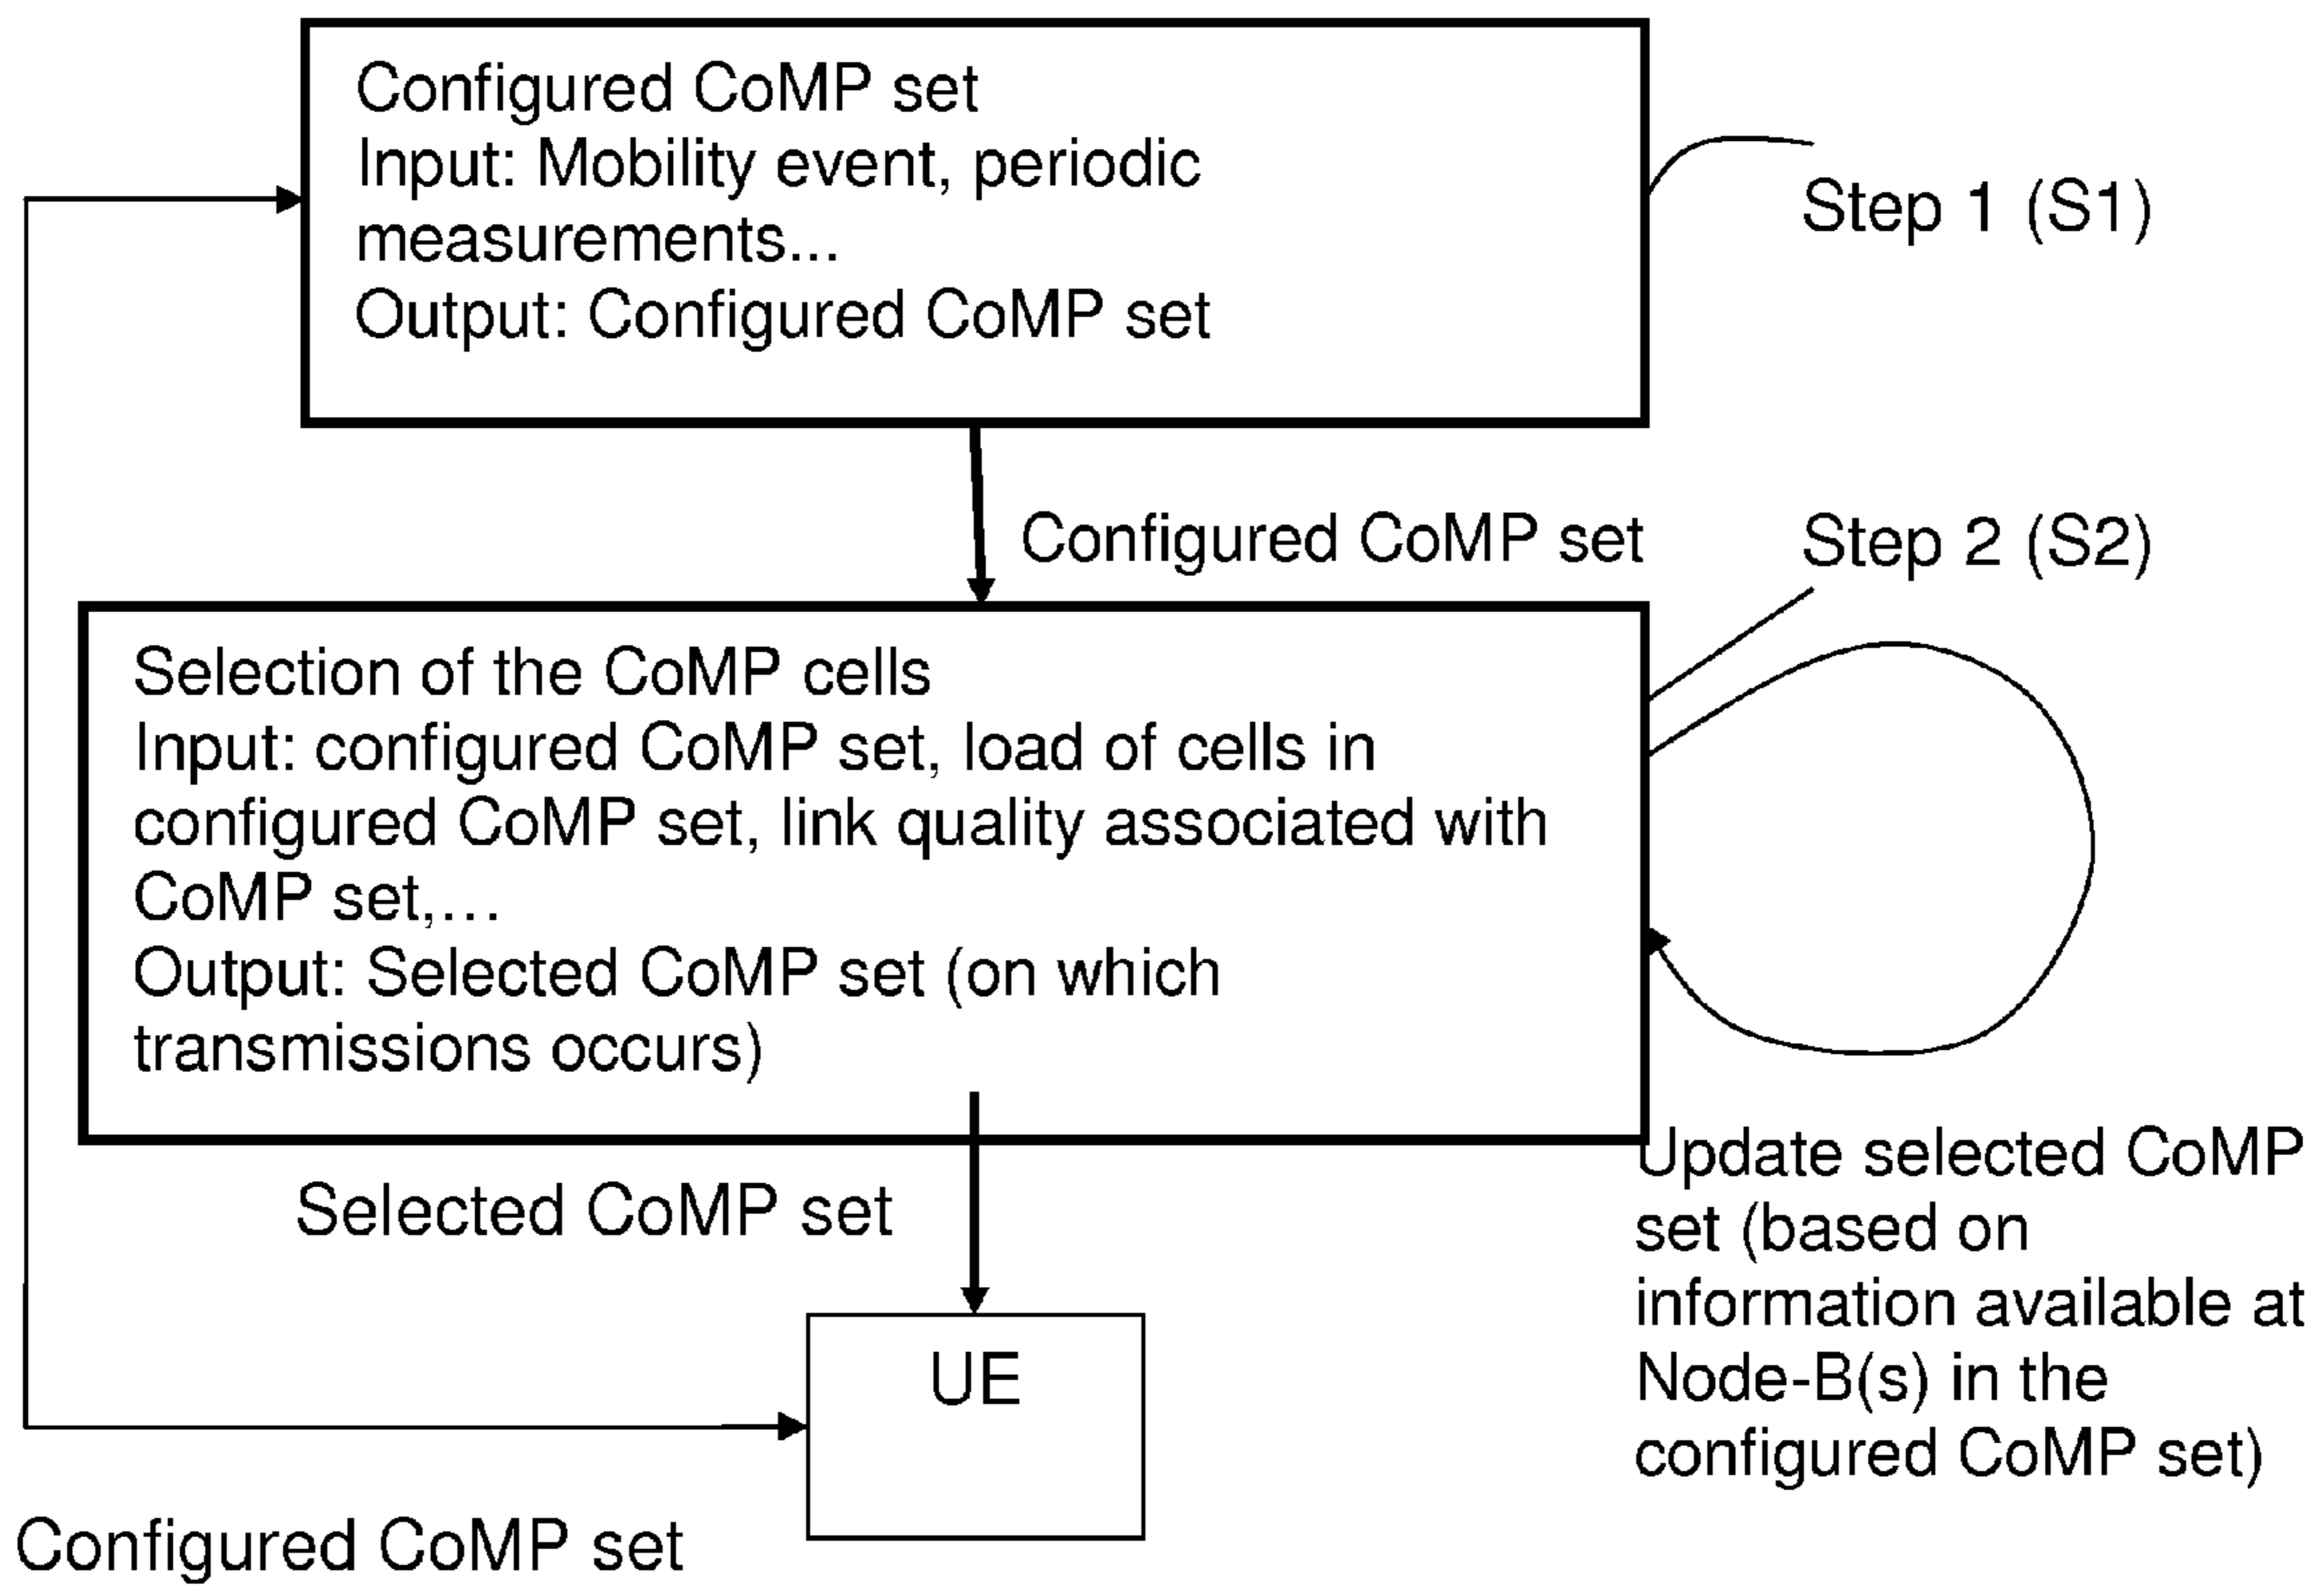 Configured CoMP set
Input: Mobility event, periodic
measurements...
Output: Configured CoMP set
Step 1 (S1)
Configured CoMP set
Step 2 (S2)
Selection of the CoMP cells
Input: configured CoMP set, load of cells in
configured CoMP set, link quality associated with
CoMP set,...
Output: Selected CoMP set (on which
transmissions occurs)
Update selected CoMP
set (based on
information available at
Node-B(s) in the
configured CoMP set)
Selected CoMP set
UE
Configured CoMP set